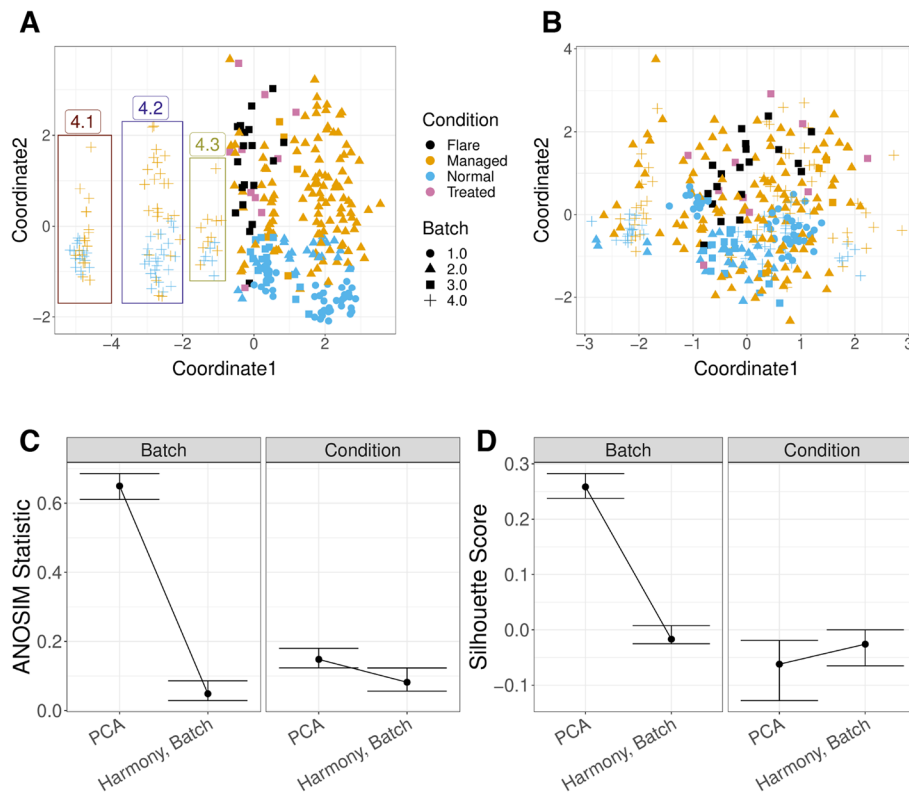 A
4.1
4.2
4.3
2
0
−2
Coordinate2
−4
−2
0
2
Coordinate1
Condition
Flare
Managed
Normal
Treated
Batch
1.0
2.0
3.0
4.0
B
4
2
0
−2
Coordinate2
−3
−2
−1
0
1
2
3
Coordinate1
C
Batch
Condition
ANOSIM Statistic
0.6
0.4
0.2
0.0
PCA
Harmony, Batch
PCA
Harmony, Batch
D
Batch
Condition
Silhouette Score
0.3
0.2
0.1
0.0
−0.1
PCA
Harmony, Batch
PCA
Harmony, Batch